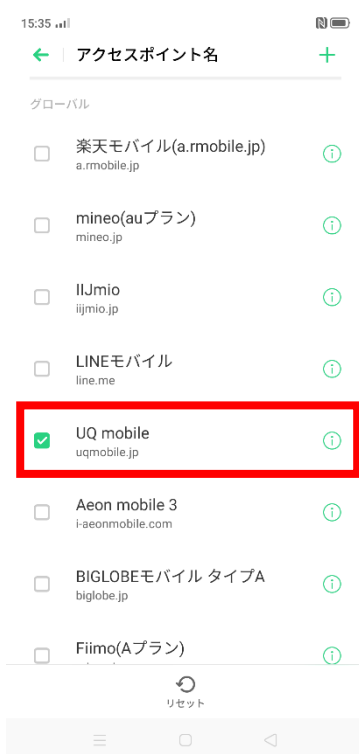 15:35
アクセスポイント名
グローバル
楽天モバイル(a.rmobile.jp)
a.rmobile.jp
mineo(auプラン)
mineo.jp
IIJmio
iijmio.jp
LINEモバイル
line.me
UQ mobile
uqmobile.jp
Aeon mobile 3
i-aeonmobile.com
BIGLOBEモバイル タイプA
biglobe.jp
Fiimo(Aプラン)
リセット